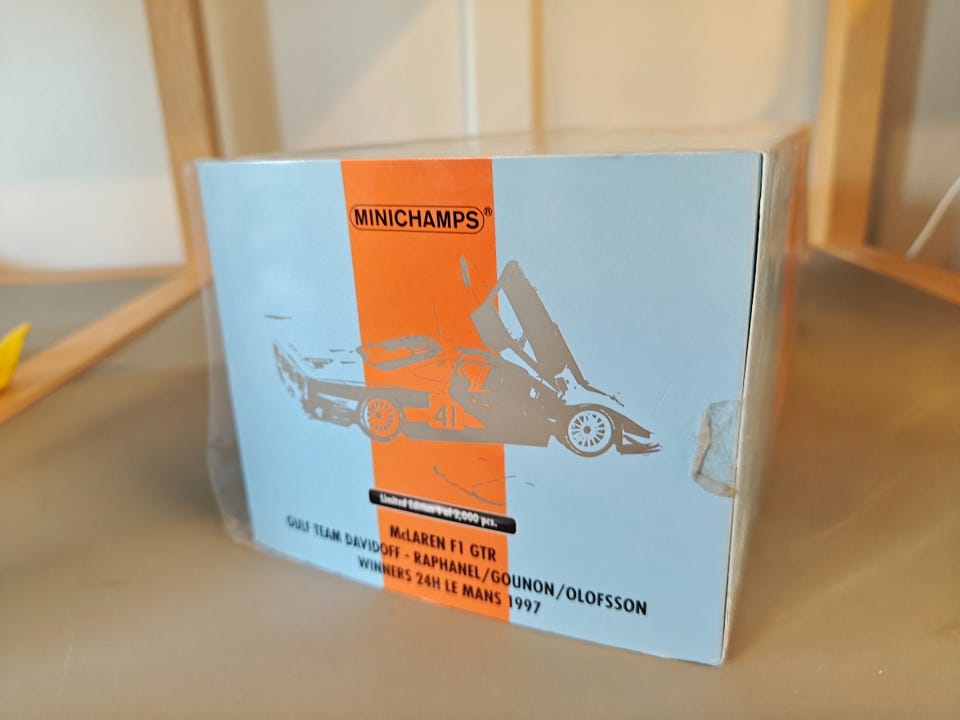 MINICHAMPS®
41
Limited Edition of 2,000 pcs.
McLAREN F1 GTR
GULF TEAM DAVIDOFF - RAPHANEL/GOUNON/OLOFSSON
WINNERS 24H LE MANS 1997